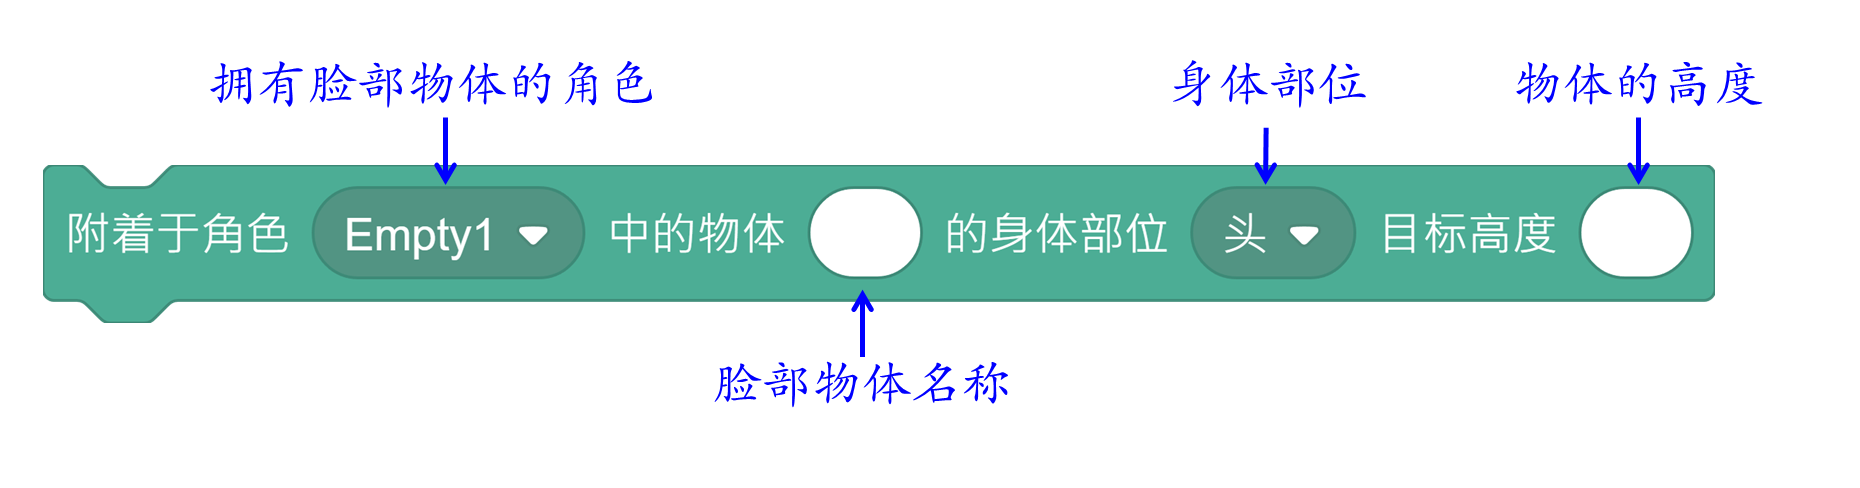 拥有脸部物体的角色 身体部位 物体的高度
附着于角色 Empty1 中的物体 的身体部位 头 目标高度
脸部物体名称